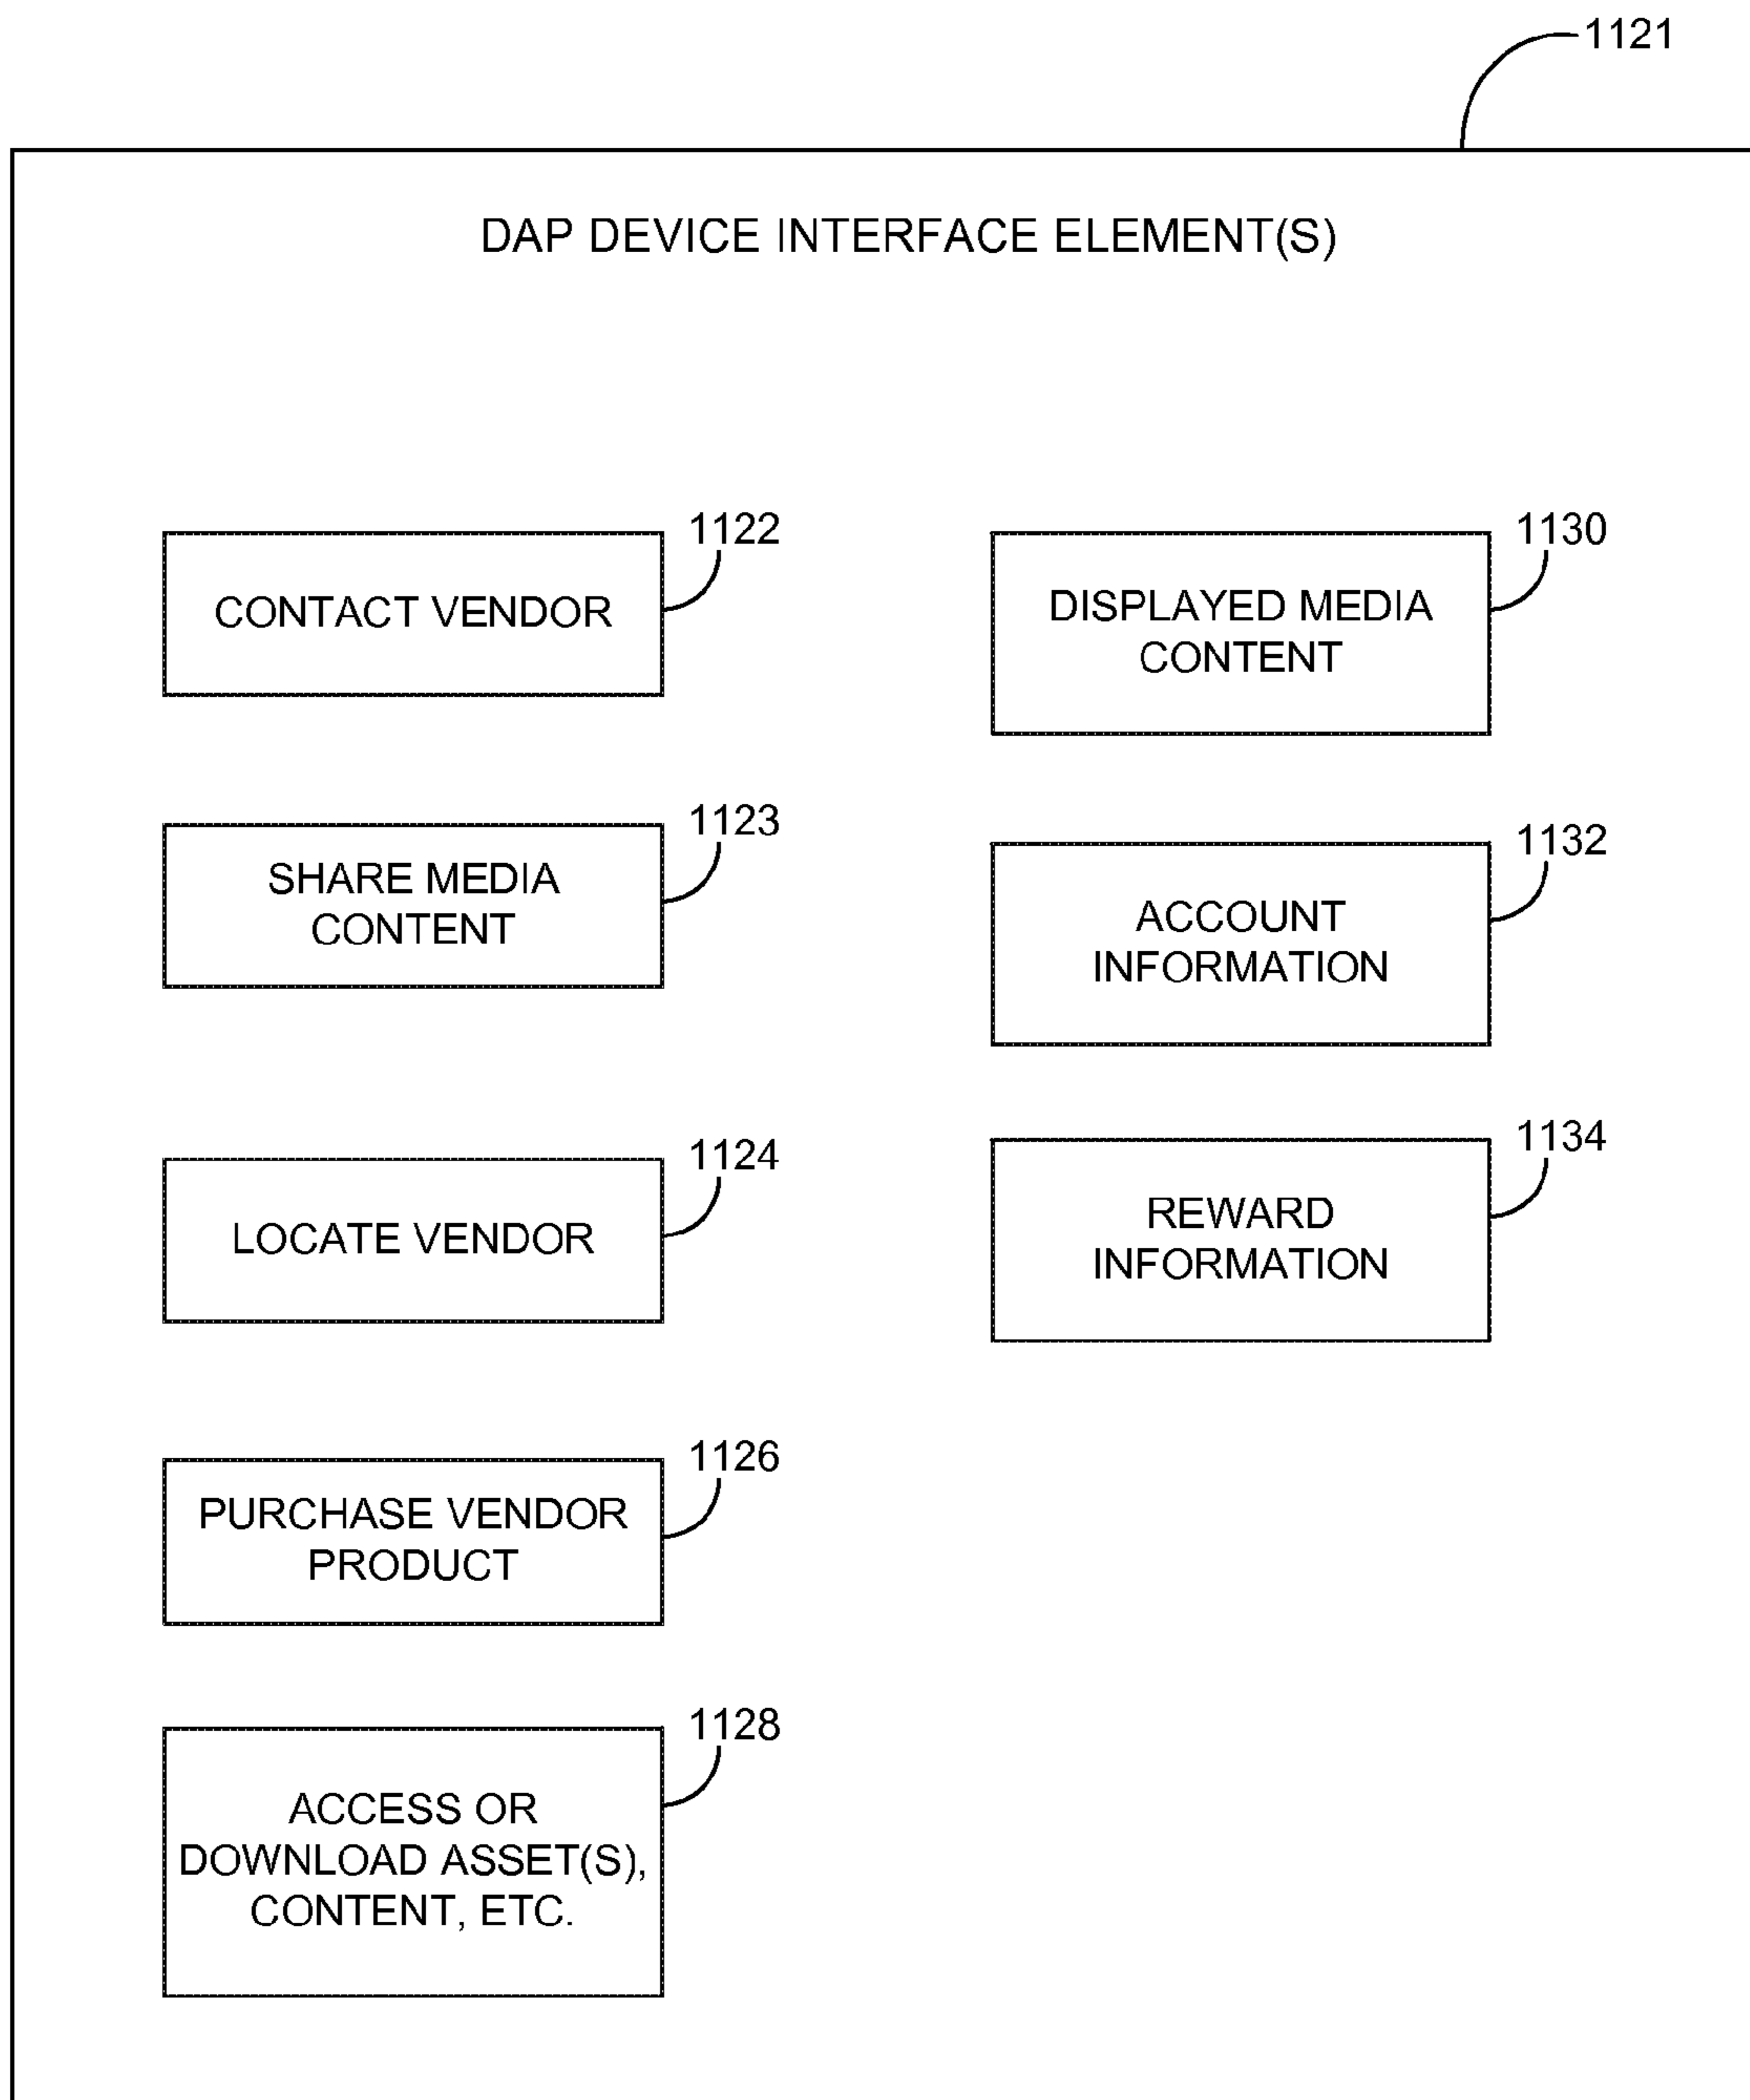 1121
DAP DEVICE INTERFACE ELEMENT(S)
1122
CONTACT VENDOR
1123
SHARE MEDIA
CONTENT
1124
LOCATE VENDOR
1126
PURCHASE VENDOR
PRODUCT
1128
ACCESS OR
DOWNLOAD ASSET(S),
CONTENT, ETC.
1130
DISPLAYED MEDIA
CONTENT
1132
ACCOUNT
INFORMATION
1134
REWARD
INFORMATION